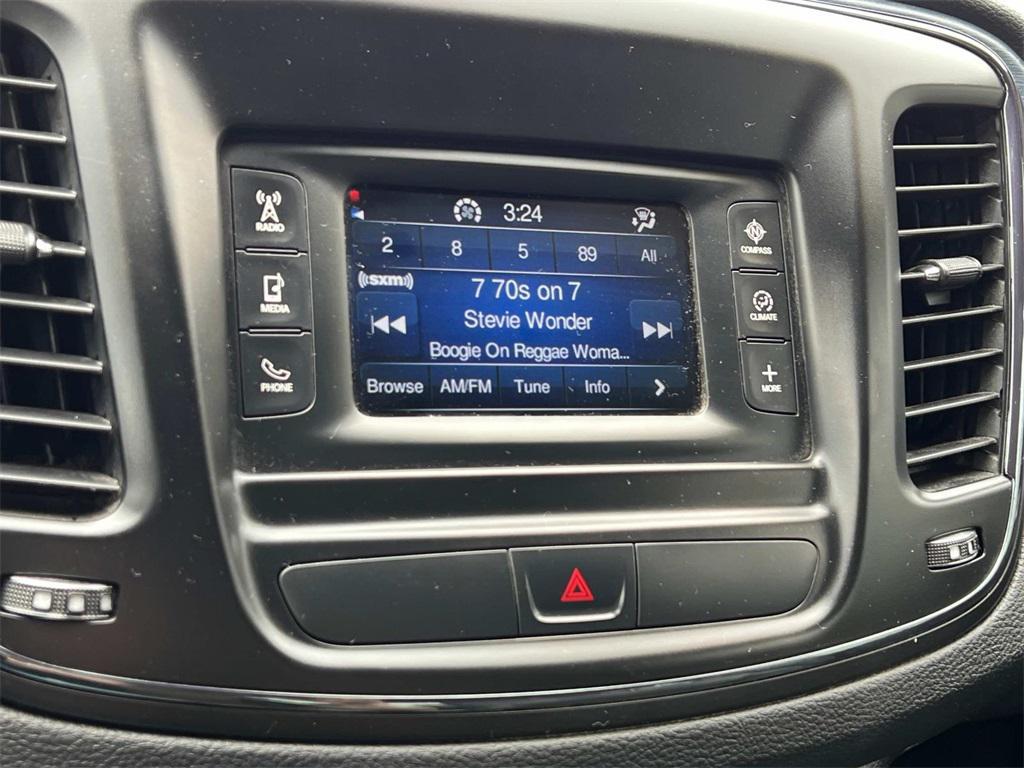 3:24
2 8 5 89 All
((sxm))
7 70s on 7
Stevie Wonder
Boogie On Reggae Woma...
Browse AM/FM Tune Info
RADIO
MEDIA
PHONE
N
COMPASS
CLIMATE
+
MORE